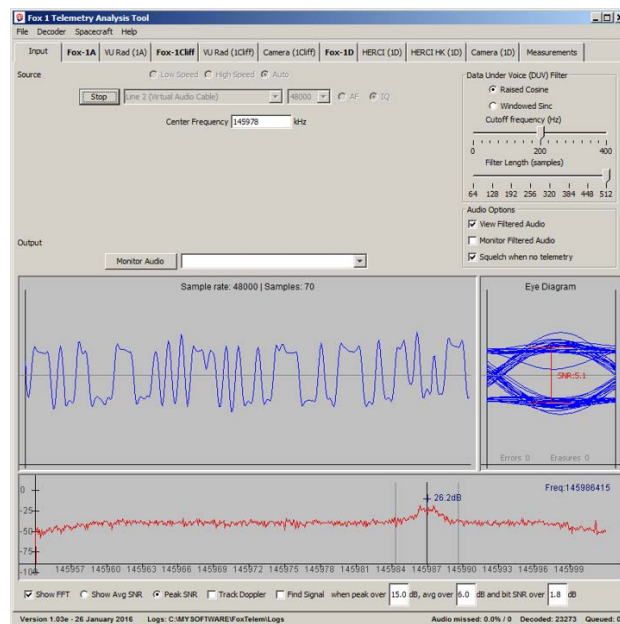 Fox 1 Telemetry Analysis Tool
File Decoder Spacecraft Help
Input Fox-1A VU Rad (1A) Fox-1Cliff VU Rad (1Cliff) Camera (1Cliff) Fox-1D HERCI (1D) HERCI HK (1D) Camera (1D) Measurements
Source Low Speed High Speed Auto
Stop Line 2 (Virtual Audio Cable) 48000 AF IQ
Center Frequency 145978 kHz
Data Under Voice (DUV) Filter
Raised Cosine
Windowed Sinc
Cutoff frequency (Hz)
0 200 400
Filter Length (samples)
64 128 192 256 320 384 448 512
Audio Options
View Filtered Audio
Monitor Filtered Audio
Squelch when no telemetry
Output
Monitor Audio
Sample rate: 48000 | Samples: 70
Eye Diagram
SNR:5.1
Errors 0 Erasures 0
Freq:145986415
26.2dB
0
-25
-50
-75
-100
145957 145960 145963 145966 145969 145972 145975 145978 145981 145984 145987 145990 145993 145996 145999
Show FFT Show Avg SNR Peak SNR Track Doppler Find Signal when peak over 15.0 dB, avg over 6.0 dB and bit SNR over 1.8 dB
Version 1.03e - 26 January 2016 Logs: C:\MYSOFTWARE\FoxTelem\Logs Audio missed: 0.0% / 0 Decoded: 23273 Queued: 0